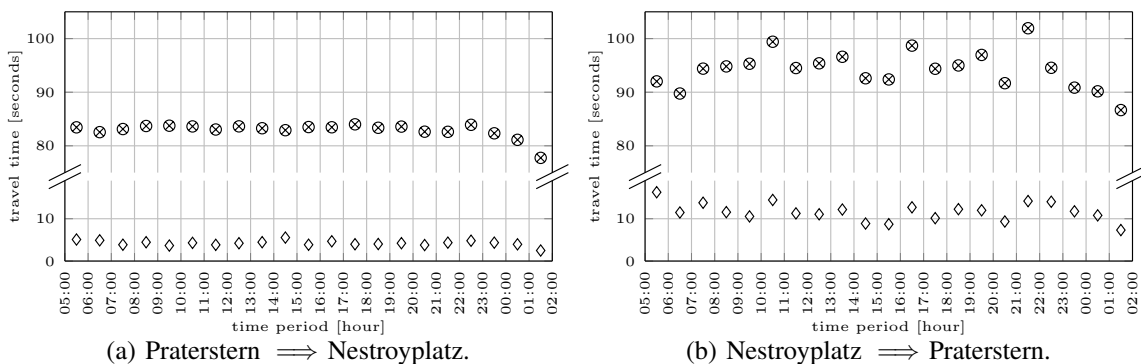 100
90
80
10
0
travel time [seconds]
05:00 06:00 07:00 08:00 09:00 10:00 11:00 12:00 13:00 14:00 15:00 16:00 17:00 18:00 19:00 20:00 21:00 22:00 23:00 00:00 01:00 02:00
time period [hour]
(a) Praterstern ⟹ Nestroyplatz.
100
90
80
10
0
travel time [seconds]
05:00 06:00 07:00 08:00 09:00 10:00 11:00 12:00 13:00 14:00 15:00 16:00 17:00 18:00 19:00 20:00 21:00 22:00 23:00 00:00 01:00 02:00
time period [hour]
(b) Nestroyplatz ⟹ Praterstern.